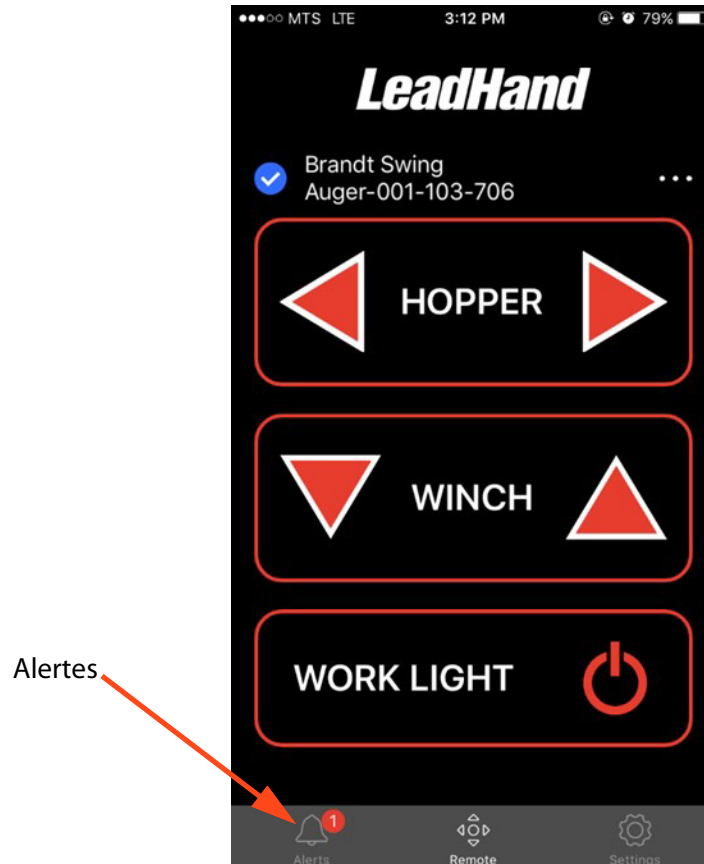 MTS LTE 3:12 PM 79%
LeadHand
Brandt Swing
Auger-001-103-706
HOPPER
WINCH
WORK LIGHT
Alertes
1
Alerts Remote Settings